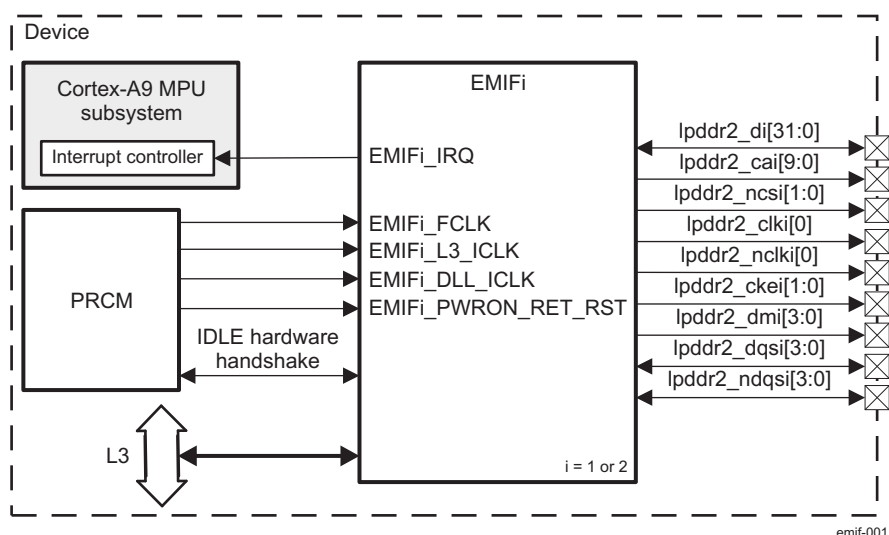 Device
Cortex-A9 MPU
subsystem
Interrupt controller
EMIFi
EMIFi_IRQ
PRCM
EMIFi_FCLK
EMIFi_L3_ICLK
EMIFi_DLL_ICLK
EMIFi_PWRON_RET_RST
IDLE hardware
handshake
L3
i = 1 or 2
lpddr2_di[31:0]
lpddr2_cai[9:0]
lpddr2_ncsi[1:0]
lpddr2_clki[0]
lpddr2_nclki[0]
lpddr2_ckei[1:0]
lpddr2_dmi[3:0]
lpddr2_dqsi[3:0]
lpddr2_ndqsi[3:0]
emif-001